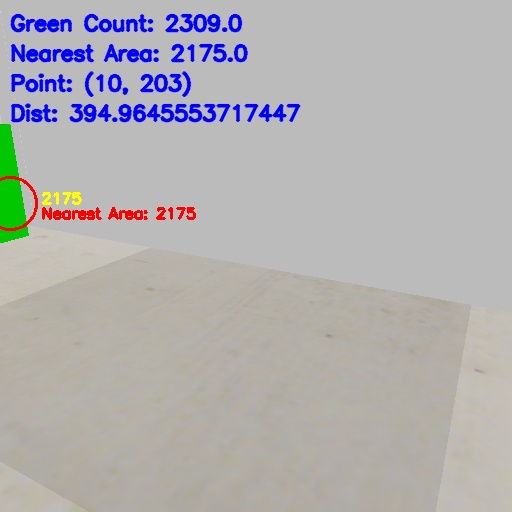 Green Count: 2309.0
Nearest Area: 2175.0
Point: (10, 203)
Dist: 394.9645553717447
2175
Nearest Area: 2175